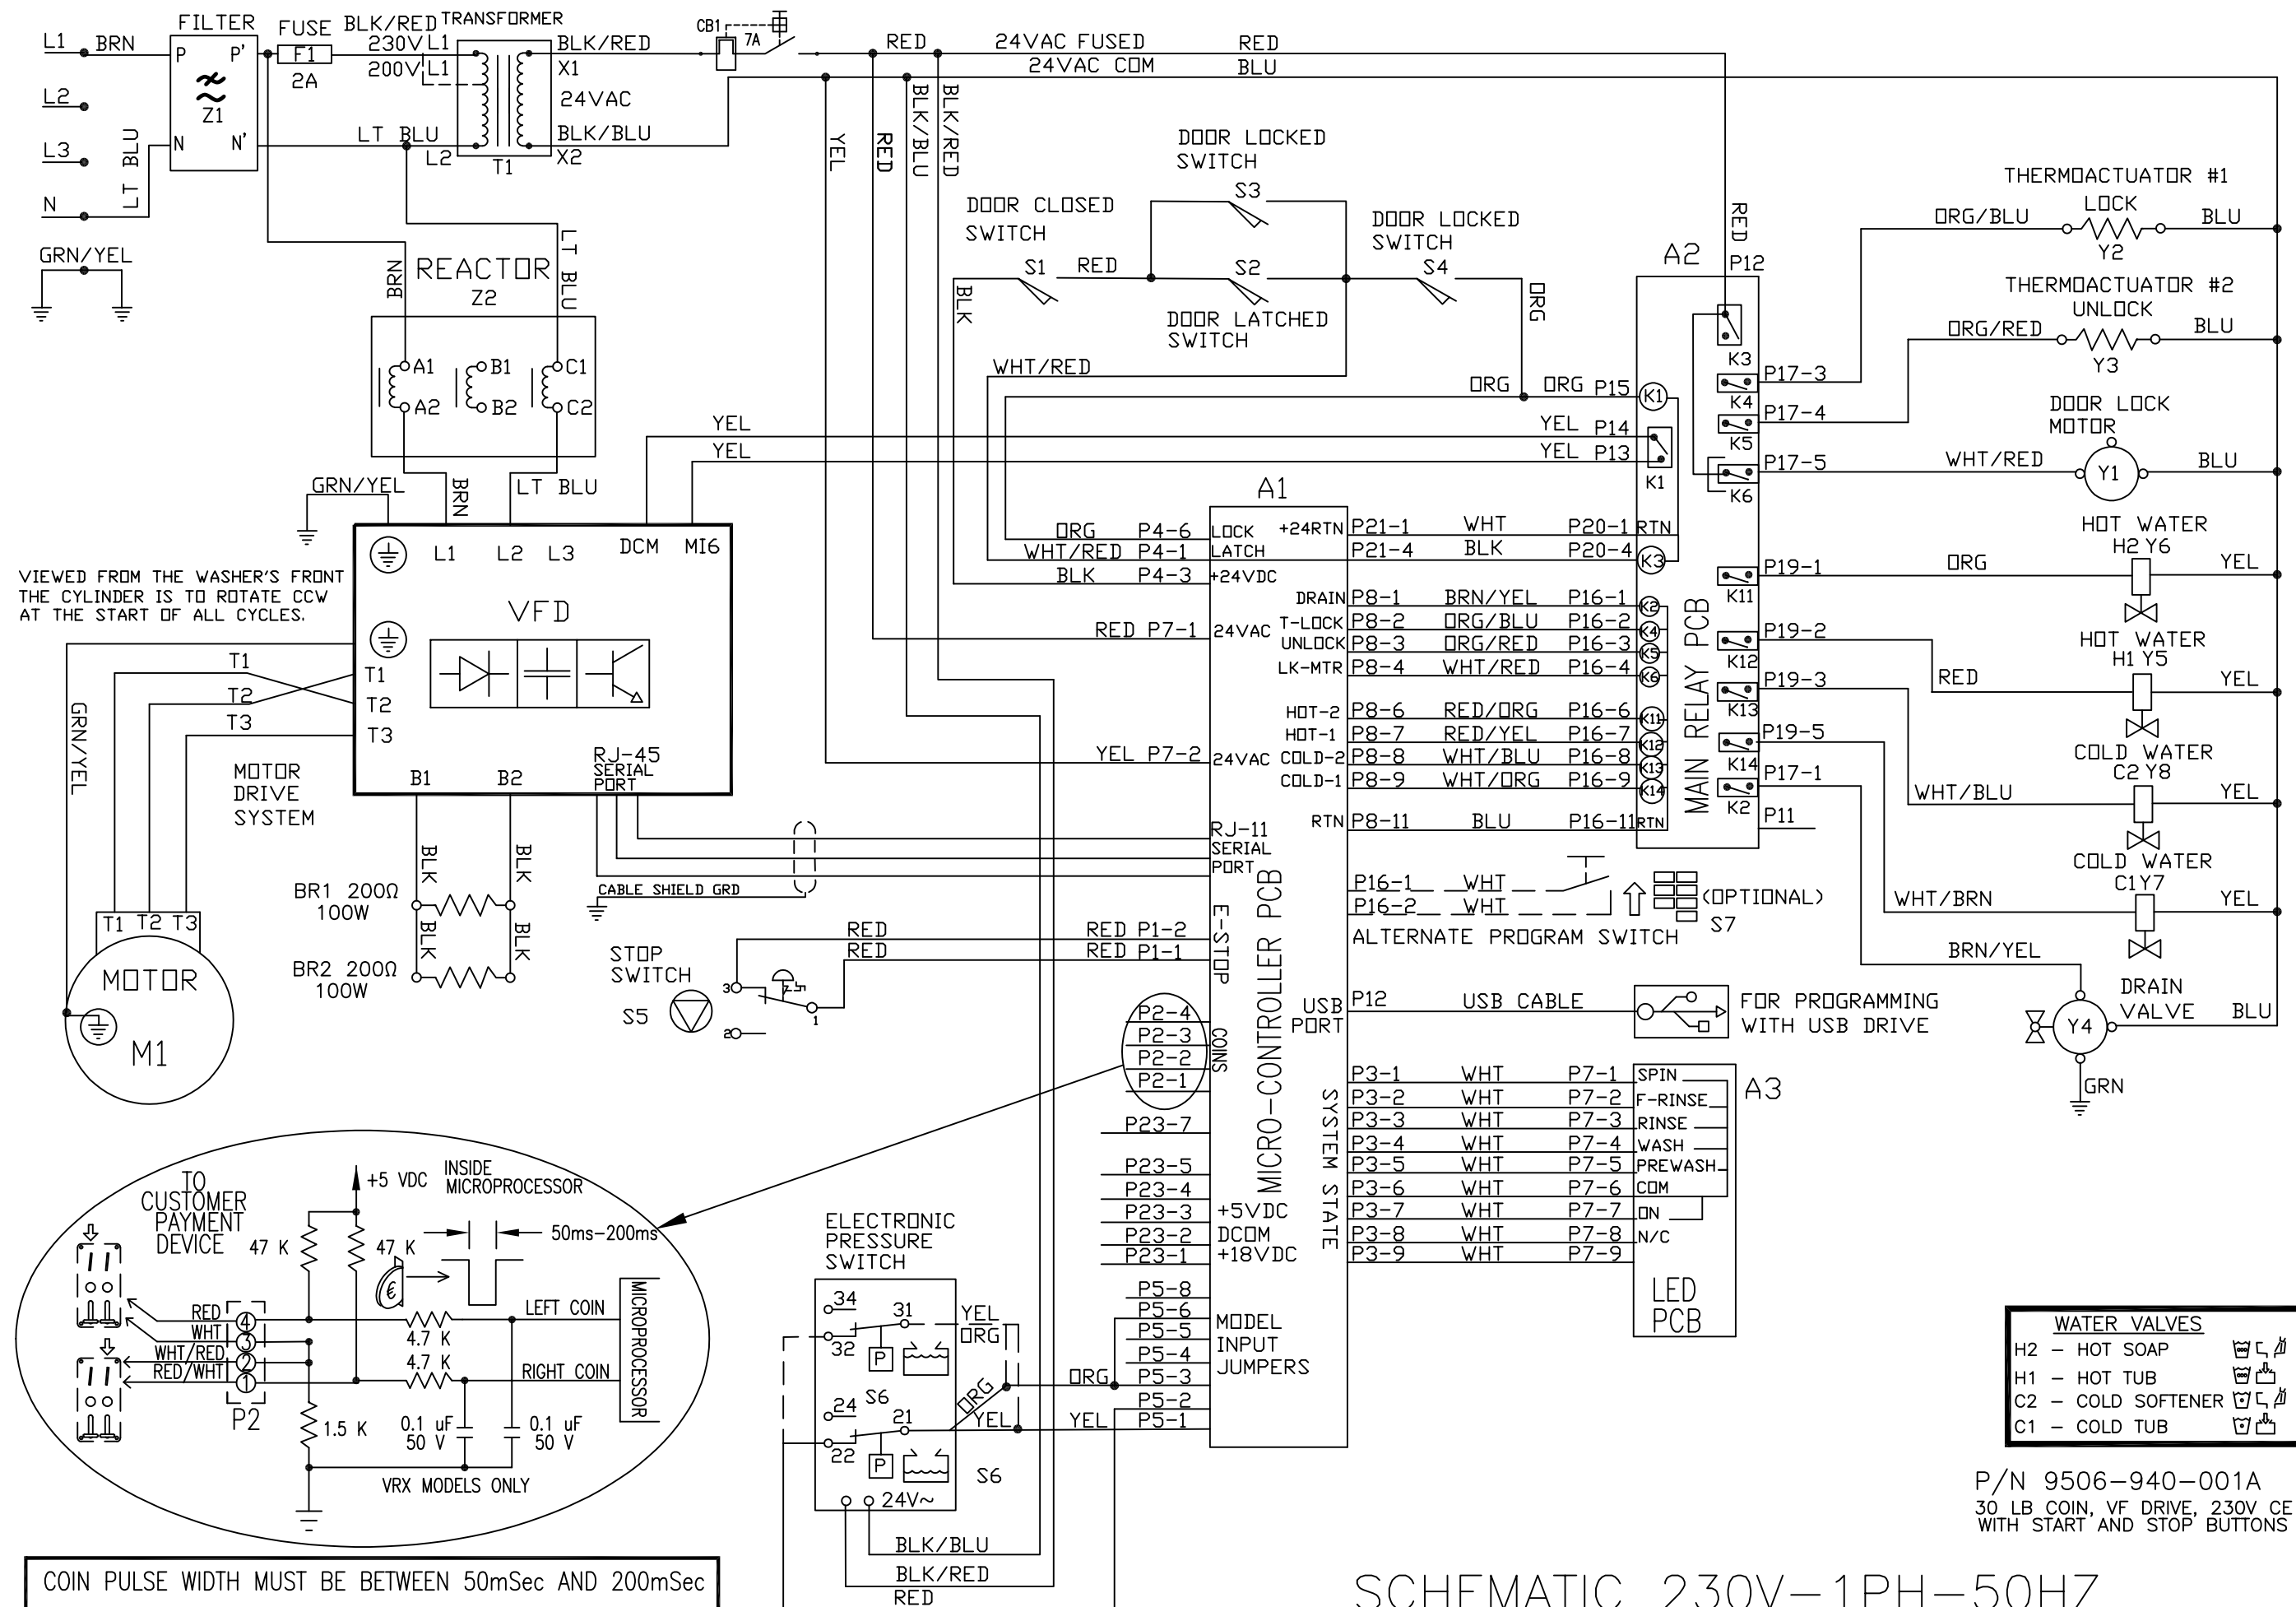 L1
BRN
L2
L3
N
LT BLU
GRN/YEL
FILTER
P
P'
Z1
N
N'
FUSE
F1
2A
BLK/RED
230V L1
200V L1
TRANSFORMER
LT BLU
L2
T1
BLK/RED
X1
24VAC
BLK/BLU
X2
CB1
7A
RED
24VAC FUSED
RED
24VAC COM
BLU
YEL
RED
BLK/BLU
BLK/RED
DOOR LOCKED
SWITCH
S3
DOOR CLOSED
SWITCH
S1
RED
S2
DOOR LATCHED
SWITCH
DOOR LOCKED
SWITCH
S4
BLK
ORG
WHT/RED
ORG
ORG P15
YEL
YEL P14
YEL
YEL P13
RED
A2
P12
K1
K1
K3
K4
K5
K6
K11
K12
K13
K14
K2
MAIN RELAY PCB
P17-3
P17-4
P17-5
P19-1
P19-2
P19-3
P19-5
P17-1
P11
THERMOACTUATOR #1
LOCK
ORG/BLU
Y2
BLU
THERMOACTUATOR #2
UNLOCK
ORG/RED
Y3
BLU
DOOR LOCK
MOTOR
WHT/RED
Y1
BLU
HOT WATER
H2 Y6
ORG
YEL
HOT WATER
H1 Y5
RED
YEL
COLD WATER
C2 Y8
WHT/BLU
YEL
COLD WATER
C1 Y7
WHT/BRN
YEL
BRN/YEL
DRAIN
VALVE
Y4
BLU
GRN
BRN
REACTOR
Z2
LT BLU
A1
B1
C1
A2
B2
C2
GRN/YEL
BRN
LT BLU
L1
L2
L3
DCM
MI6
VFD
T1
T2
T3
RJ-45
SERIAL
PORT
B1
B2
VIEWED FROM THE WASHER'S FRONT
THE CYLINDER IS TO ROTATE CCW
AT THE START OF ALL CYCLES.
T1
T2
T3
GRN/YEL
MOTOR
DRIVE
SYSTEM
T1 T2 T3
MOTOR
M1
BLK
BLK
BR1 200Ω
100W
BLK
BLK
BR2 200Ω
100W
CABLE SHIELD GRD
STOP
SWITCH
S5
3
1
2
RED
RED
A1
ORG P4-6 LOCK
WHT/RED P4-1 LATCH
BLK P4-3 +24VDC
RED P7-1 24VAC
YEL P7-2 24VAC
RJ-11
SERIAL
PORT
RED P1-2
RED P1-1
E-STOP
P2-4
P2-3
P2-2
P2-1
COINS
P23-7
P23-5
P23-4
P23-3 +5VDC
P23-2 DCOM
P23-1 +18VDC
P5-8
P5-6
P5-5
P5-4
ORG P5-3
P5-2
YEL P5-1
MODEL
INPUT
JUMPERS
MICRO-CONTROLLER PCB
+24RTN P21-1 WHT P20-1 RTN
P21-4 BLK P20-4 K3
DRAIN P8-1 BRN/YEL P16-1 K2
T-LOCK P8-2 ORG/BLU P16-2 K4
UNLOCK P8-3 ORG/RED P16-3 K5
LK-MTR P8-4 WHT/RED P16-4 K6
HOT-2 P8-6 RED/ORG P16-6 K11
HOT-1 P8-7 RED/YEL P16-7 K12
COLD-2 P8-8 WHT/BLU P16-8 K13
COLD-1 P8-9 WHT/ORG P16-9 K14
RTN P8-11 BLU P16-11 RTN
P16-1 WHT
P16-2 WHT
(OPTIONAL)
S7
ALTERNATE PROGRAM SWITCH
USB
PORT
P12
USB CABLE
FOR PROGRAMMING
WITH USB DRIVE
SYSTEM STATE
P3-1 WHT P7-1 SPIN
P3-2 WHT P7-2 F-RINSE
P3-3 WHT P7-3 RINSE
P3-4 WHT P7-4 WASH
P3-5 WHT P7-5 PREWASH
P3-6 WHT P7-6 COM
P3-7 WHT P7-7 ON
P3-8 WHT P7-8 N/C
P3-9 WHT P7-9
A3
LED
PCB
TO
CUSTOMER
PAYMENT
DEVICE
+5 VDC
INSIDE
MICROPROCESSOR
50ms-200ms
47 K
47 K
€
RED 4
WHT 3
WHT/RED 2
RED/WHT 1
P2
4.7 K
4.7 K
LEFT COIN
RIGHT COIN
MICROPROCESSOR
1.5 K
0.1 uF
50 V
0.1 uF
50 V
VRX MODELS ONLY
COIN PULSE WIDTH MUST BE BETWEEN 50mSec AND 200mSec
ELECTRONIC
PRESSURE
SWITCH
34
31
32
P
S6
24
21
22
P
S6
24V~
YEL
ORG
ORG
YEL
BLK/BLU
BLK/RED
RED
WATER VALVES
H2 - HOT SOAP
H1 - HOT TUB
C2 - COLD SOFTENER
C1 - COLD TUB
P/N 9506-940-001A
30 LB COIN, VF DRIVE, 230V CE
WITH START AND STOP BUTTONS
SCHEMATIC 230V-1PH-50HZ